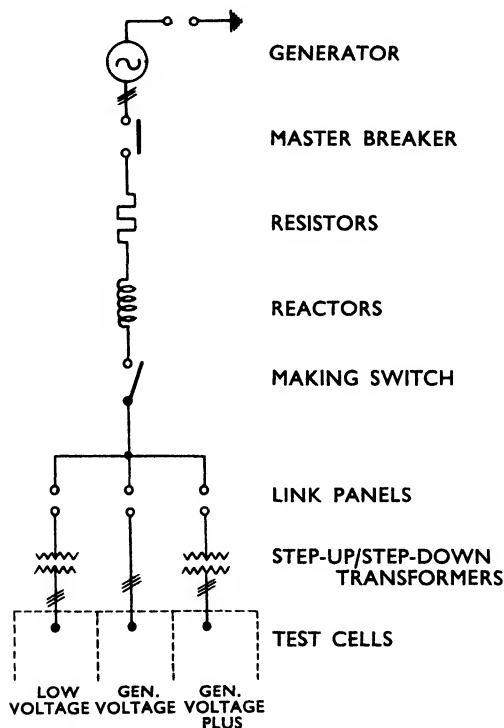 GENERATOR
MASTER BREAKER
RESISTORS
REACTORS
MAKING SWITCH
LINK PANELS
STEP-UP/STEP-DOWN
TRANSFORMERS
TEST CELLS
LOW
VOLTAGE
GEN.
VOLTAGE
GEN.
VOLTAGE
PLUS